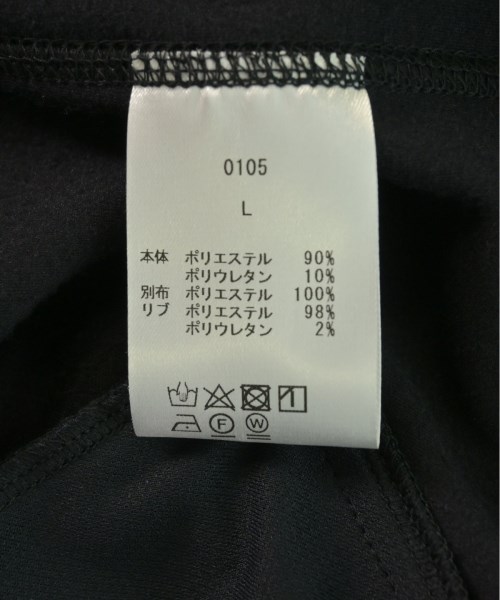 0105
L
本体 ポリエステル 90%
ポリウレタン 10%
別布 ポリエステル 100%
リブ ポリエステル 98%
ポリウレタン 2%
F W